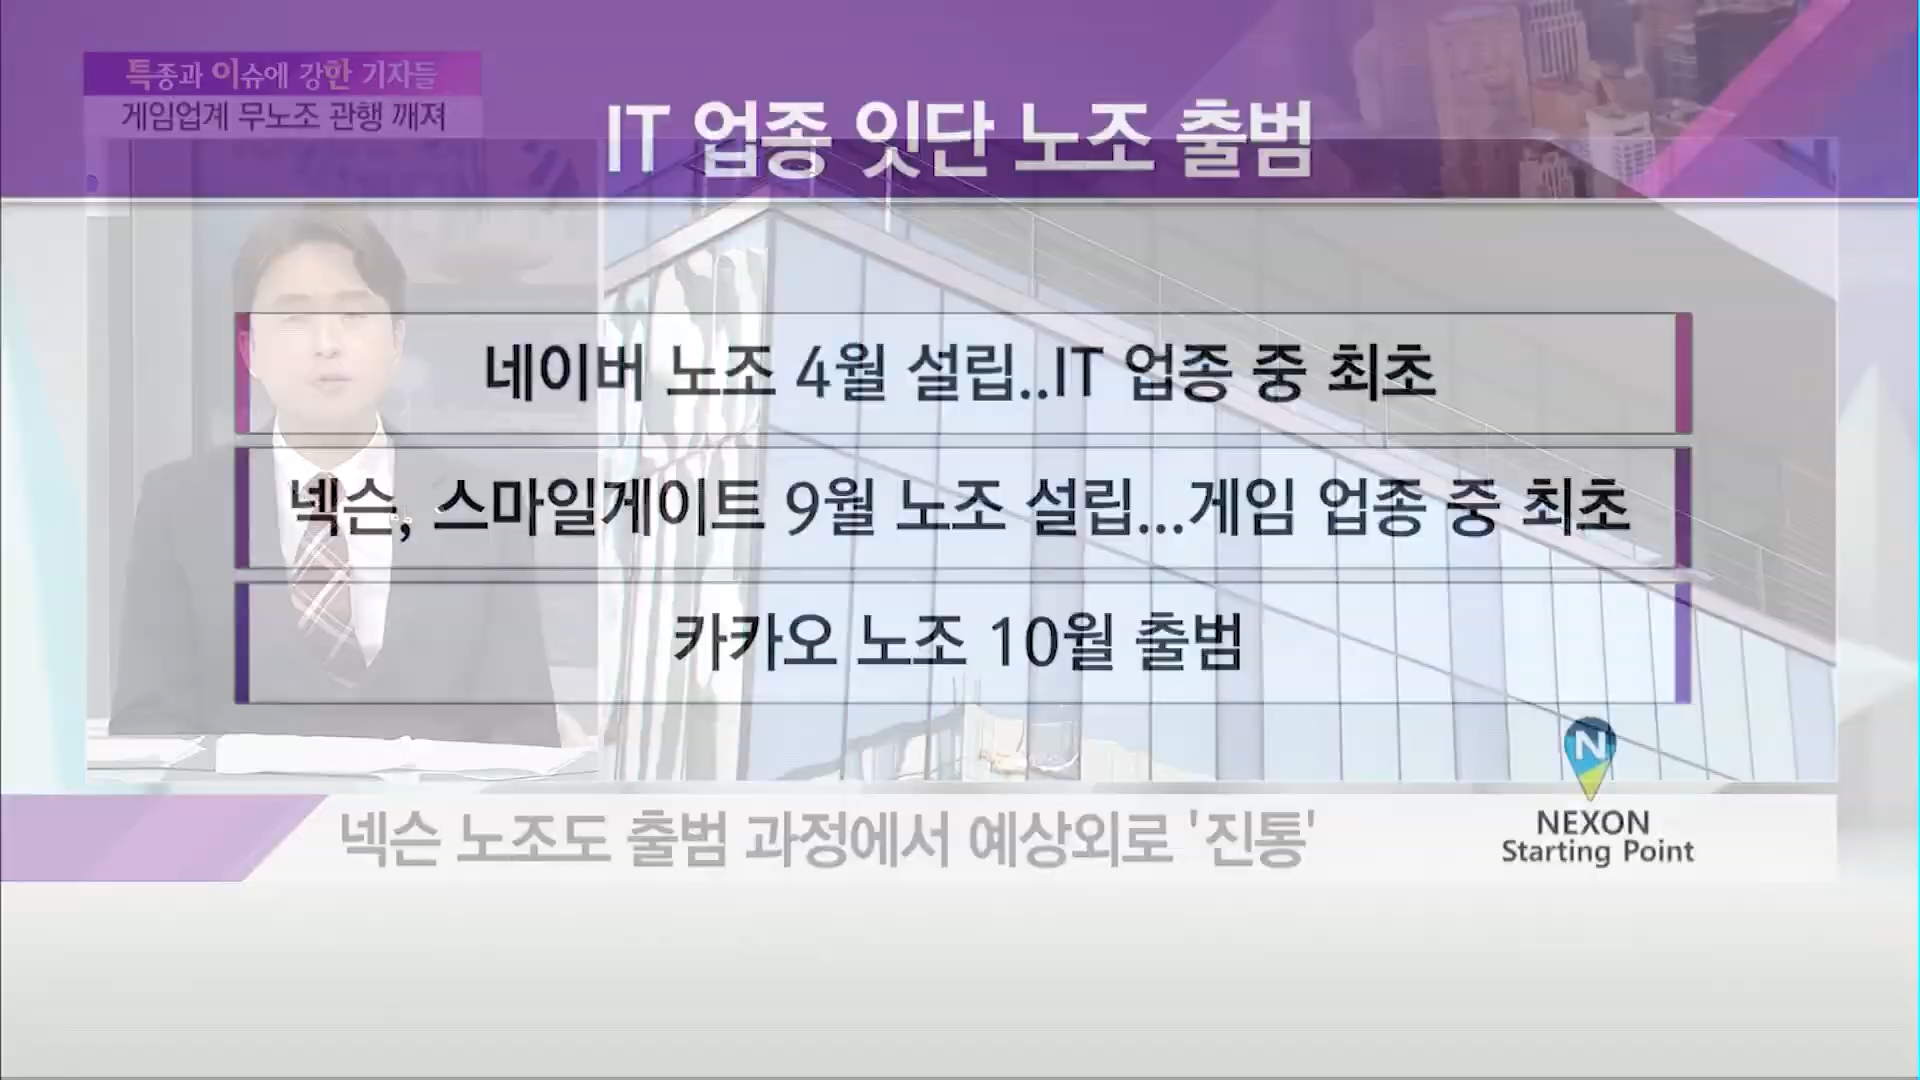 특종과 이슈에 강한 기자들
게임업계 무노조 관행 깨져
IT 업종 잇단 노조 출범
네이버 노조 4월 설립..IT 업종 중 최초
넥슨, 스마일게이트 9월 노조 설립...게임 업종 중 최초
카카오 노조 10월 출범
넥슨 노조도 출범 과정에서 예상외로 '진통'
N
NEXON
Starting Point